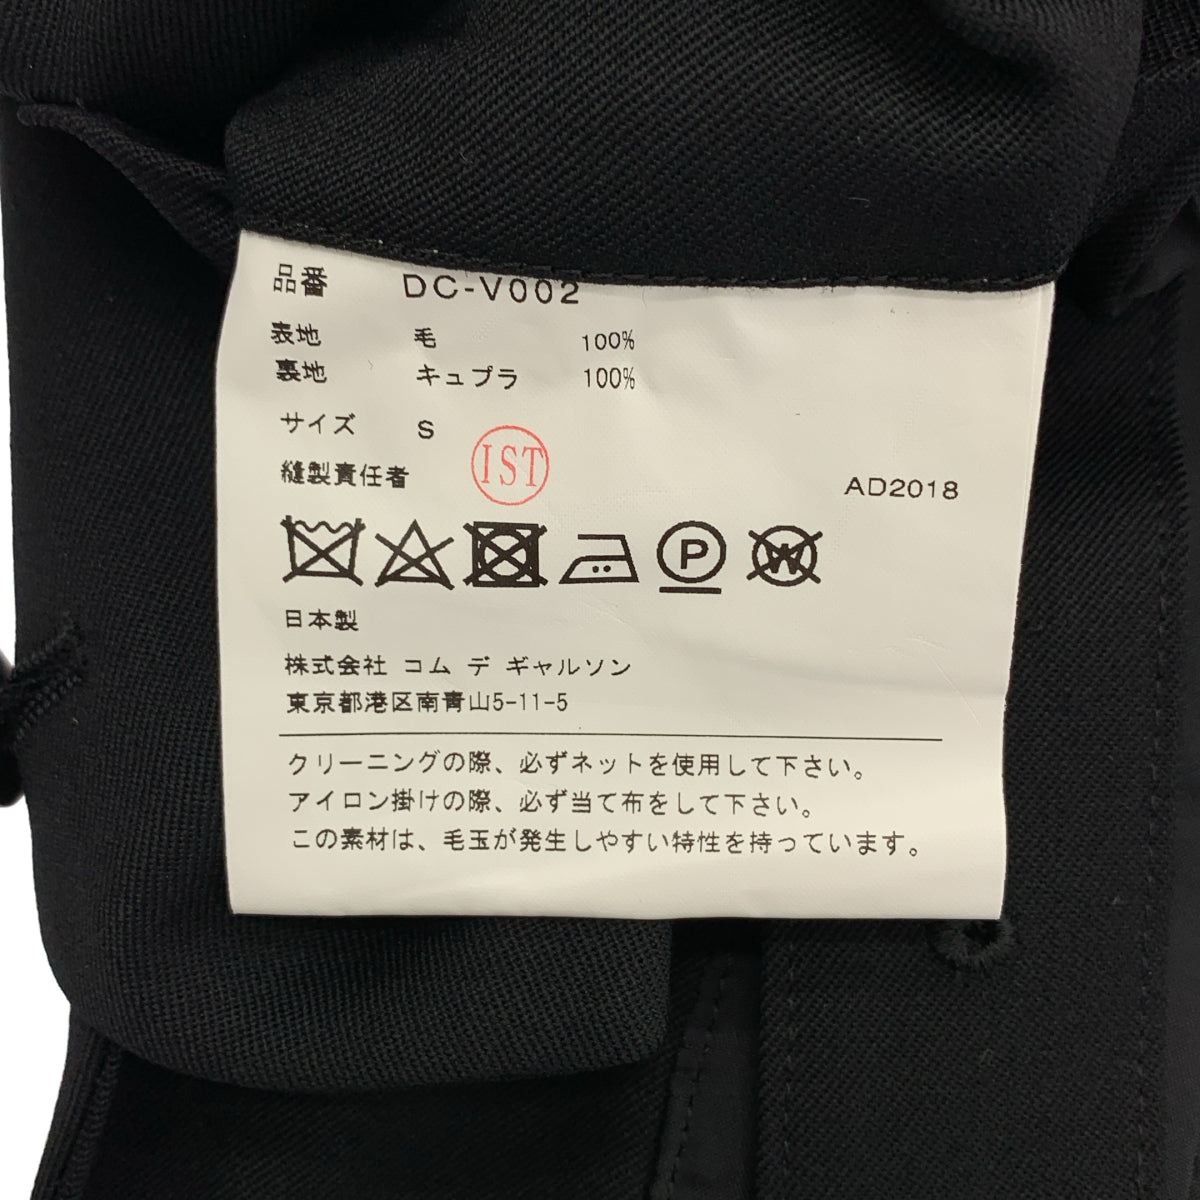 品番 DC-V002
表地 毛 100%
裏地 キュプラ 100%
サイズ S
縫製責任者 IST AD2018
P W
日本製
株式会社 コム デ ギャルソン
東京都港区南青山5-11-5
クリーニングの際、必ずネットを使用して下さい。
アイロン掛けの際、必ず当て布をして下さい。
この素材は、毛玉が発生しやすい特性を持っています。